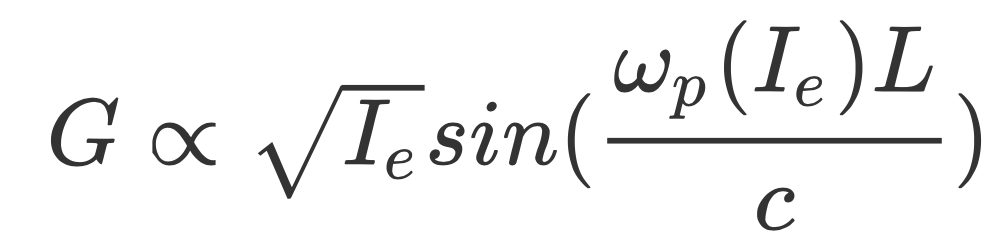 G ∝ √I_e sin(ω_p(I_e)L / c)